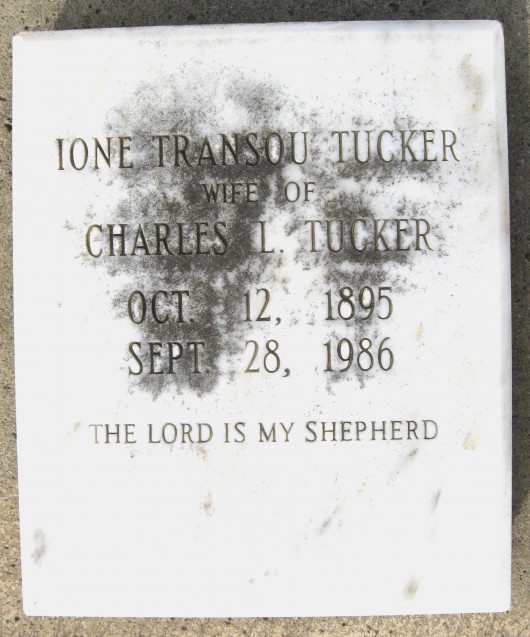 IONE TRANSOU TUCKER
WIFE OF
CHARLES L. TUCKER
OCT. 12, 1895
SEPT. 28, 1986
THE LORD IS MY SHEPHERD